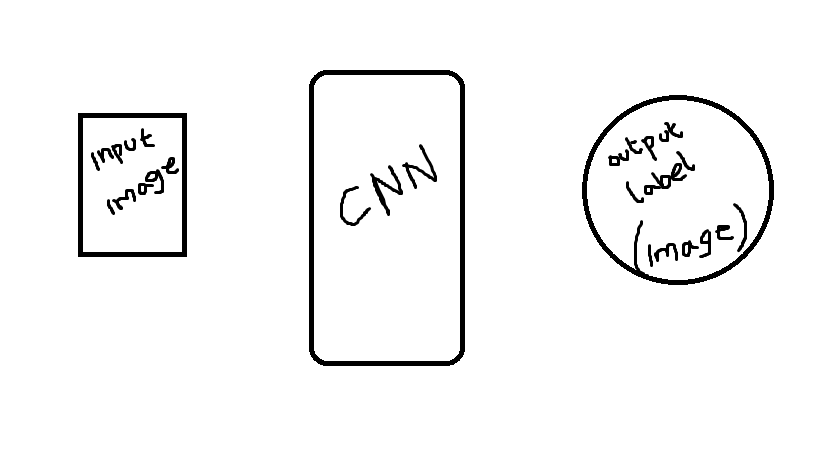 input
image
CNN
output
label
(image)